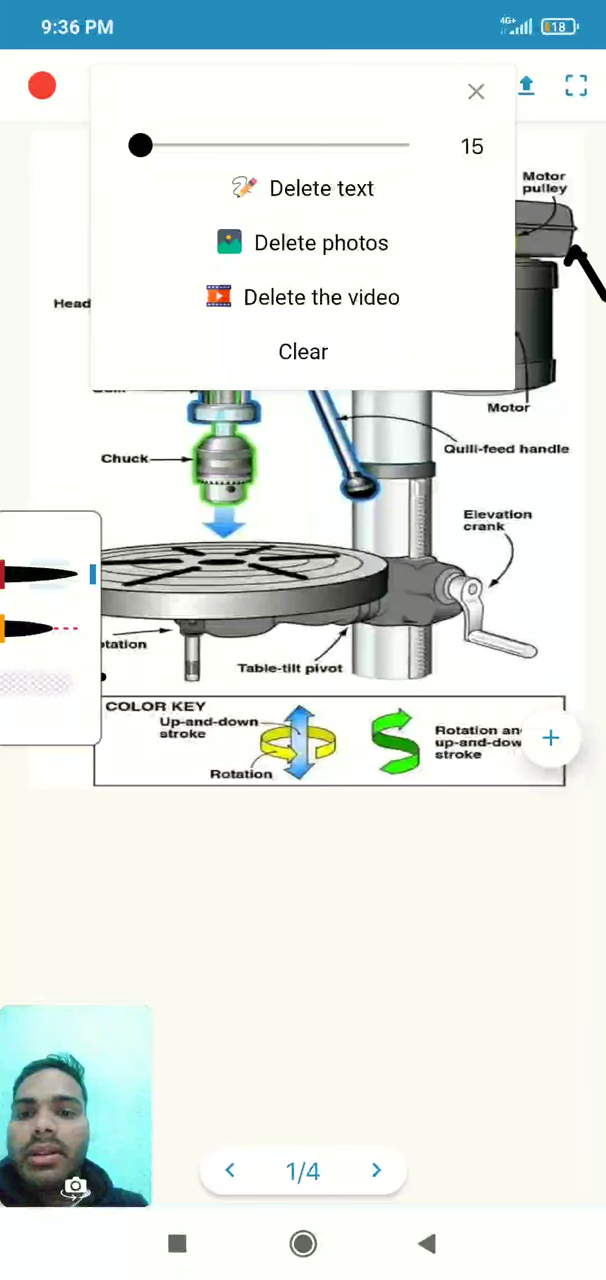 9:36 PM
4G+
18
15
Delete text
Delete photos
Delete the video
Clear
Motor
pulley
Head
Motor
Quill-feed handle
Chuck
Elevation
crank
Table-tilt pivot
COLOR KEY
Up-and-down
stroke
Rotation
Rotation
up-and-dow
stroke
1/4